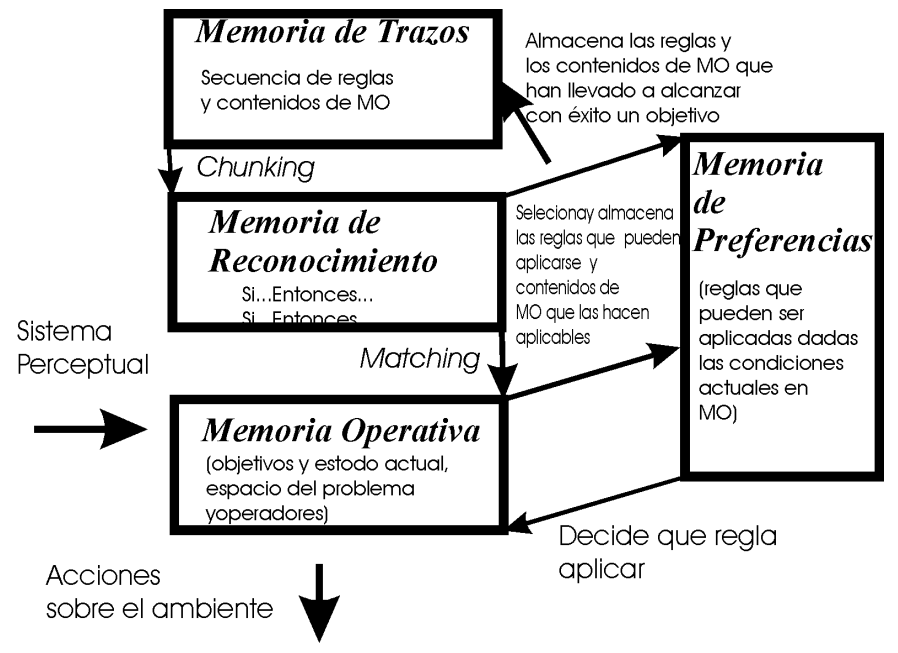 Memoria de Trazos
Secuencia de reglas
y contenidos de MO
Almacena las reglas y
los contenidos de MO que
han llevado a alcanzar
con éxito un objetivo
Chunking
Memoria de
Reconocimiento
Si...Entonces...
Si...Entonces
Selecionay almacena
las reglas que pueden
aplicarse y
contenidos de
MO que las hacen
aplicables
Memoria
de
Preferencias
(reglas que
pueden ser
aplicadas dadas
las condiciones
actuales en
MO)
Sistema
Perceptual
Matching
Memoria Operativa
(objetivos y estodo actual,
espacio del problema
yoperadores)
Decide que regla
aplicar
Acciones
sobre el ambiente